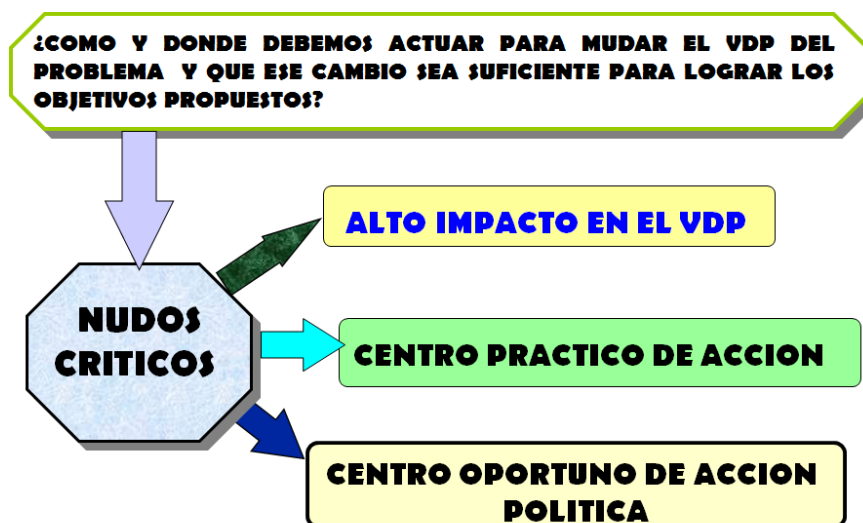 ¿COMO Y DONDE DEBEMOS ACTUAR PARA MUDAR EL VDP DEL
PROBLEMA Y QUE ESE CAMBIO SEA SUFICIENTE PARA LOGRAR LOS
OBJETIVOS PROPUESTOS?
ALTO IMPACTO EN EL VDP
NUDOS
CRITICOS
CENTRO PRACTICO DE ACCION
CENTRO OPORTUNO DE ACCION
POLITICA